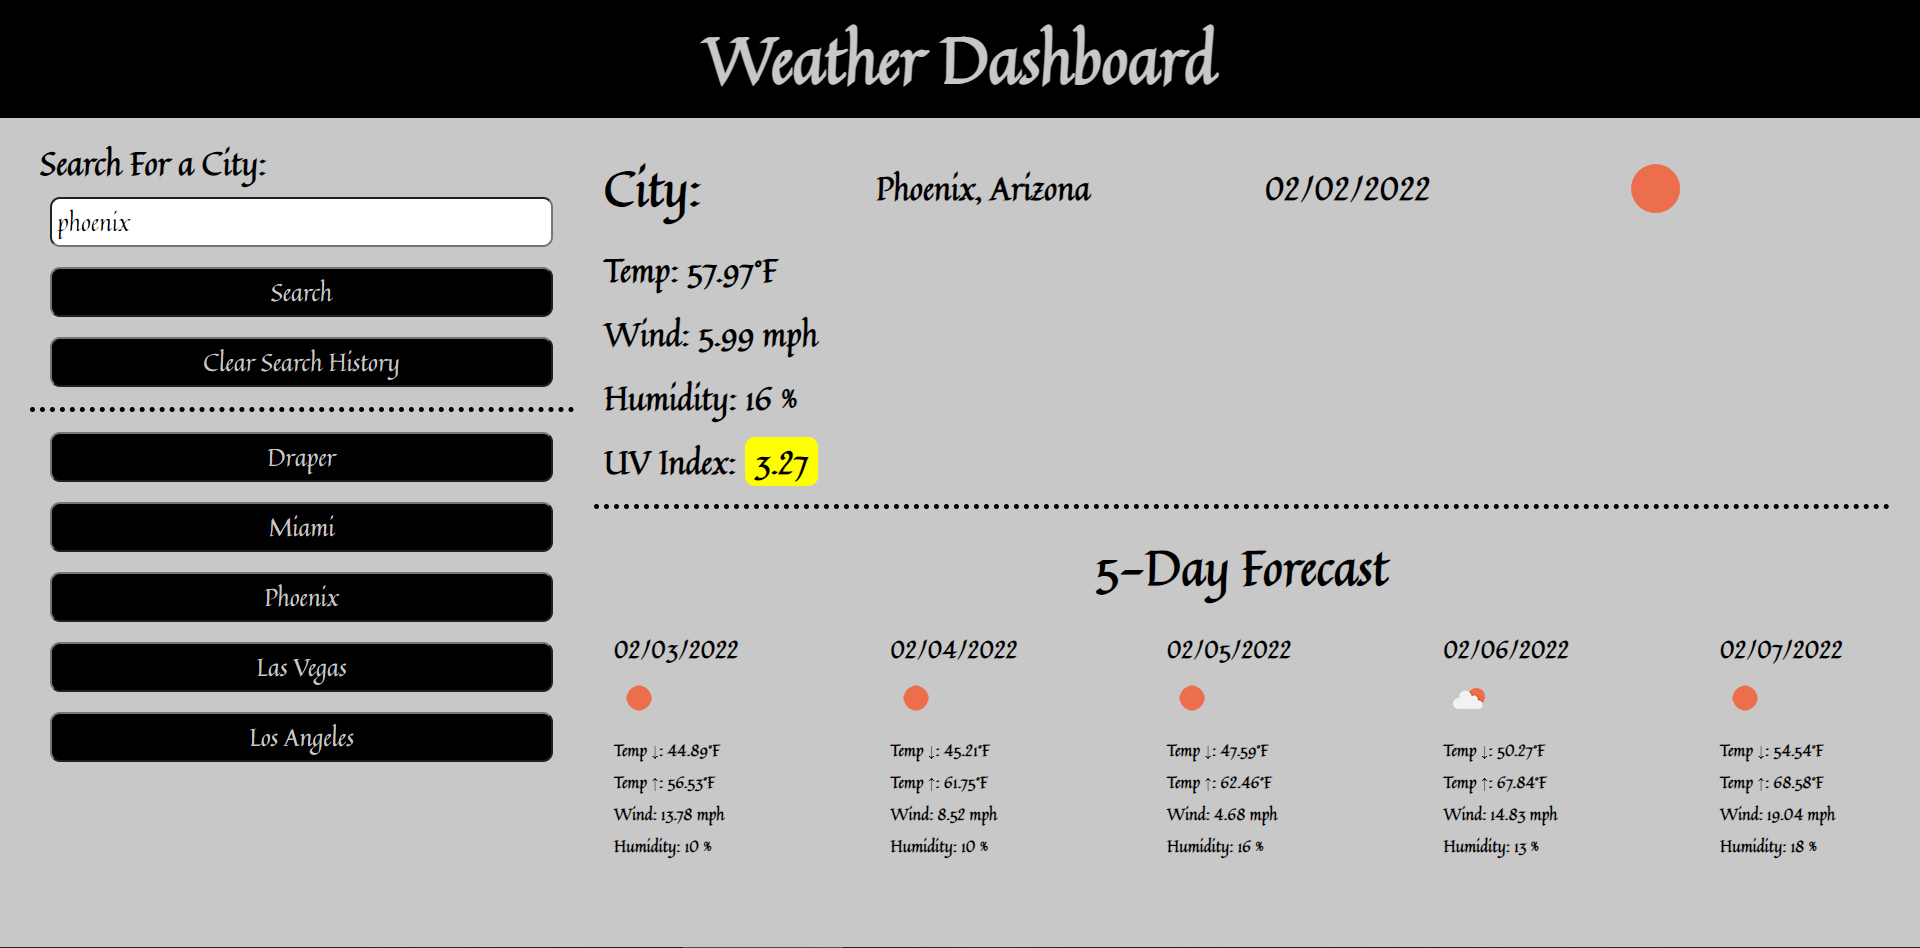 Weather Dashboard
Search For a City:
phoenix
Search
Clear Search History
Draper
Miami
Phoenix
Las Vegas
Los Angeles
City: Phoenix, Arizona 02/02/2022
Temp: 57.97°F
Wind: 5.99 mph
Humidity: 16 %
UV Index: 3.27
5-Day Forecast
02/03/2022
Temp ↓: 44.89°F
Temp ↑: 56.53°F
Wind: 13.78 mph
Humidity: 10 %
02/04/2022
Temp ↓: 45.21°F
Temp ↑: 61.75°F
Wind: 8.52 mph
Humidity: 10 %
02/05/2022
Temp ↓: 47.59°F
Temp ↑: 62.46°F
Wind: 4.68 mph
Humidity: 16 %
02/06/2022
Temp ↓: 50.27°F
Temp ↑: 67.84°F
Wind: 14.83 mph
Humidity: 13 %
02/07/2022
Temp ↓: 54.54°F
Temp ↑: 68.58°F
Wind: 19.04 mph
Humidity: 18 %